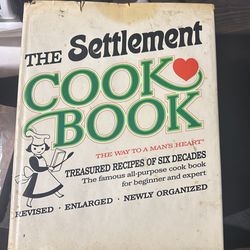 THE Settlement
COOK
BOOK
THE WAY TO A MAN'S HEART
TREASURED RECIPES OF SIX DECADES
The famous all-purpose cook book
for beginner and expert
REVISED · ENLARGED · NEWLY ORGANIZED